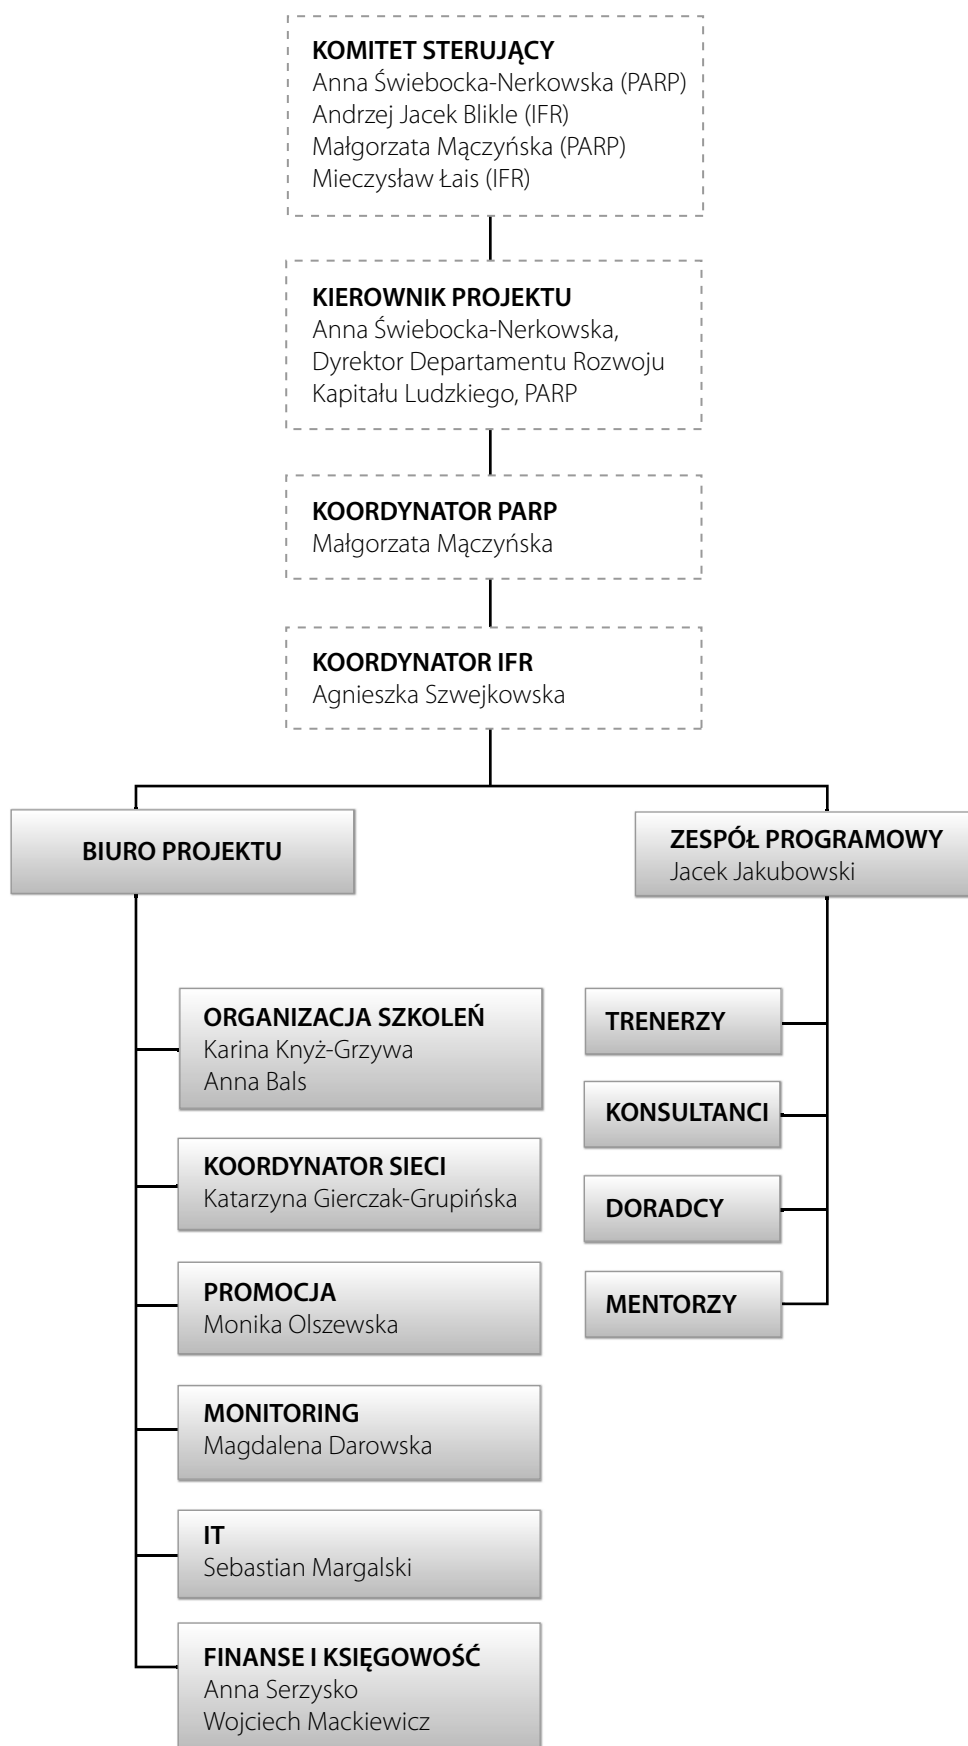 KOMITET STERUJĄCY
Anna Świebocka-Nerkowska (PARP)
Andrzej Jacek Blikle (IFR)
Małgorzata Mączyńska (PARP)
Mieczysław Łais (IFR)
KIEROWNIK PROJEKTU
Anna Świebocka-Nerkowska,
Dyrektor Departamentu Rozwoju
Kapitału Ludzkiego, PARP
KOORDYNATOR PARP
Małgorzata Mączyńska
KOORDYNATOR IFR
Agnieszka Szwejkowska
BIURO PROJEKTU
ZESPÓŁ PROGRAMOWY
Jacek Jakubowski
ORGANIZACJA SZKOLEŃ
Karina Knyż-Grzywa
Anna Bals
KOORDYNATOR SIECI
Katarzyna Gierczak-Grupińska
PROMOCJA
Monika Olszewska
MONITORING
Magdalena Darowska
IT
Sebastian Margalski
FINANSE I KSIĘGOWOŚĆ
Anna Serzysko
Wojciech Mackiewicz
TRENERZY
KONSULTANCI
DORADCY
MENTORZY